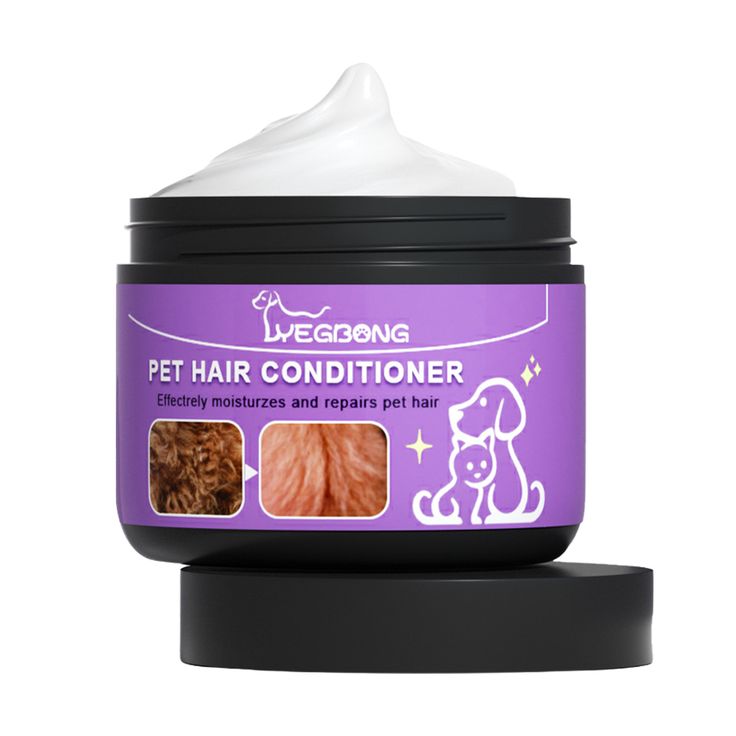 YEGBONG
PET HAIR CONDITIONER
Effectrely moisturzes and repairs pet hair